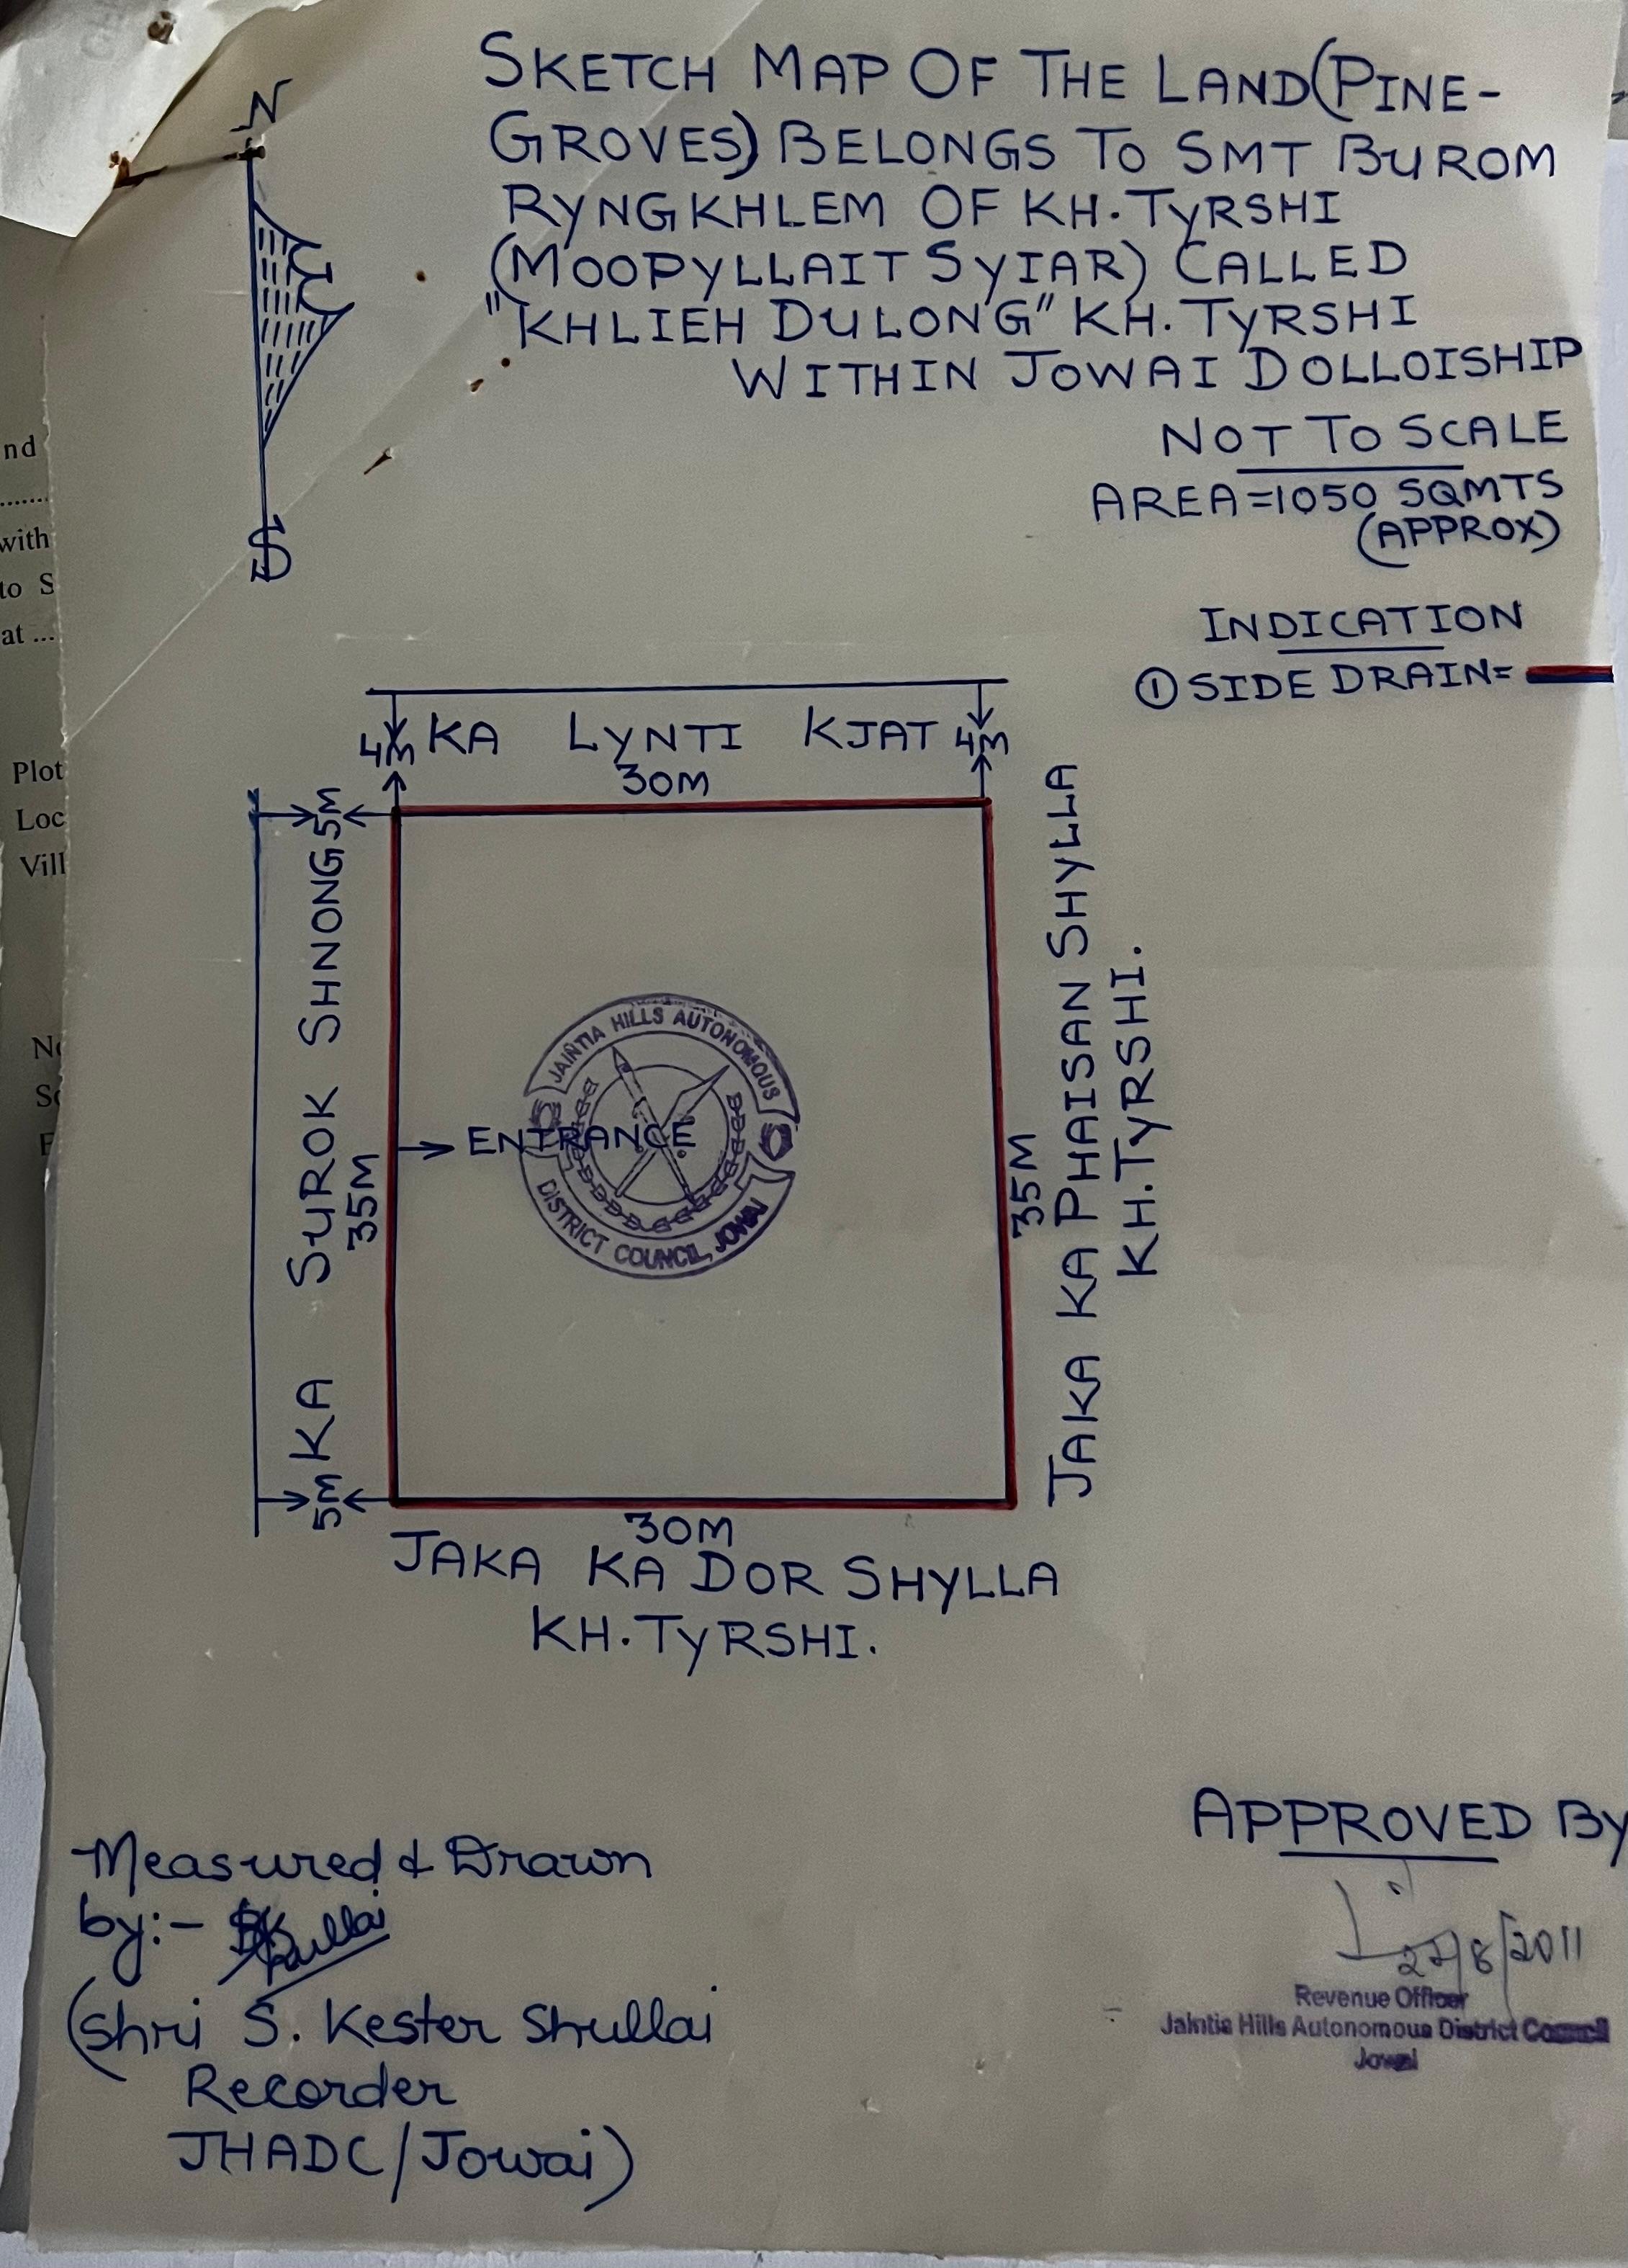 SKETCH MAP OF THE LAND(PINE-
GROVES) BELONGS TO SMT BUROM
RYNGKHLEM OF KH.TYRSHI
(MOOPYLLAIT SYIAR) CALLED
"KHLIEH DULONG" KH.TYRSHI
WITHIN JOWAI DOLLOISHIP
NOT TO SCALE
AREA=1050 SQMTS
(APPROX)
N
S
INDICATION
① SIDE DRAIN=
4M KA LYNTI KJAT 4M
30M
5M
KA SUROK SHNONG
35M
5M
ENTRANCE
JAINTIA HILLS AUTONOMOUS
DISTRICT COUNCIL, JOWAI
35M
JAKA KA PHAISAN SHYLLA
KH.TYRSHI.
30M
JAKA KA DOR SHYLLA
KH.TYRSHI.
Measured & Drawn
by:-
(Shri S. Kester Shullai
Recorder
JHADC/Jowai)
APPROVED BY
/8/2011
Revenue Officer
Jaintia Hills Autonomous District Council
Jowai
nd
with
to S
at ...
Plot
Loc
Vill